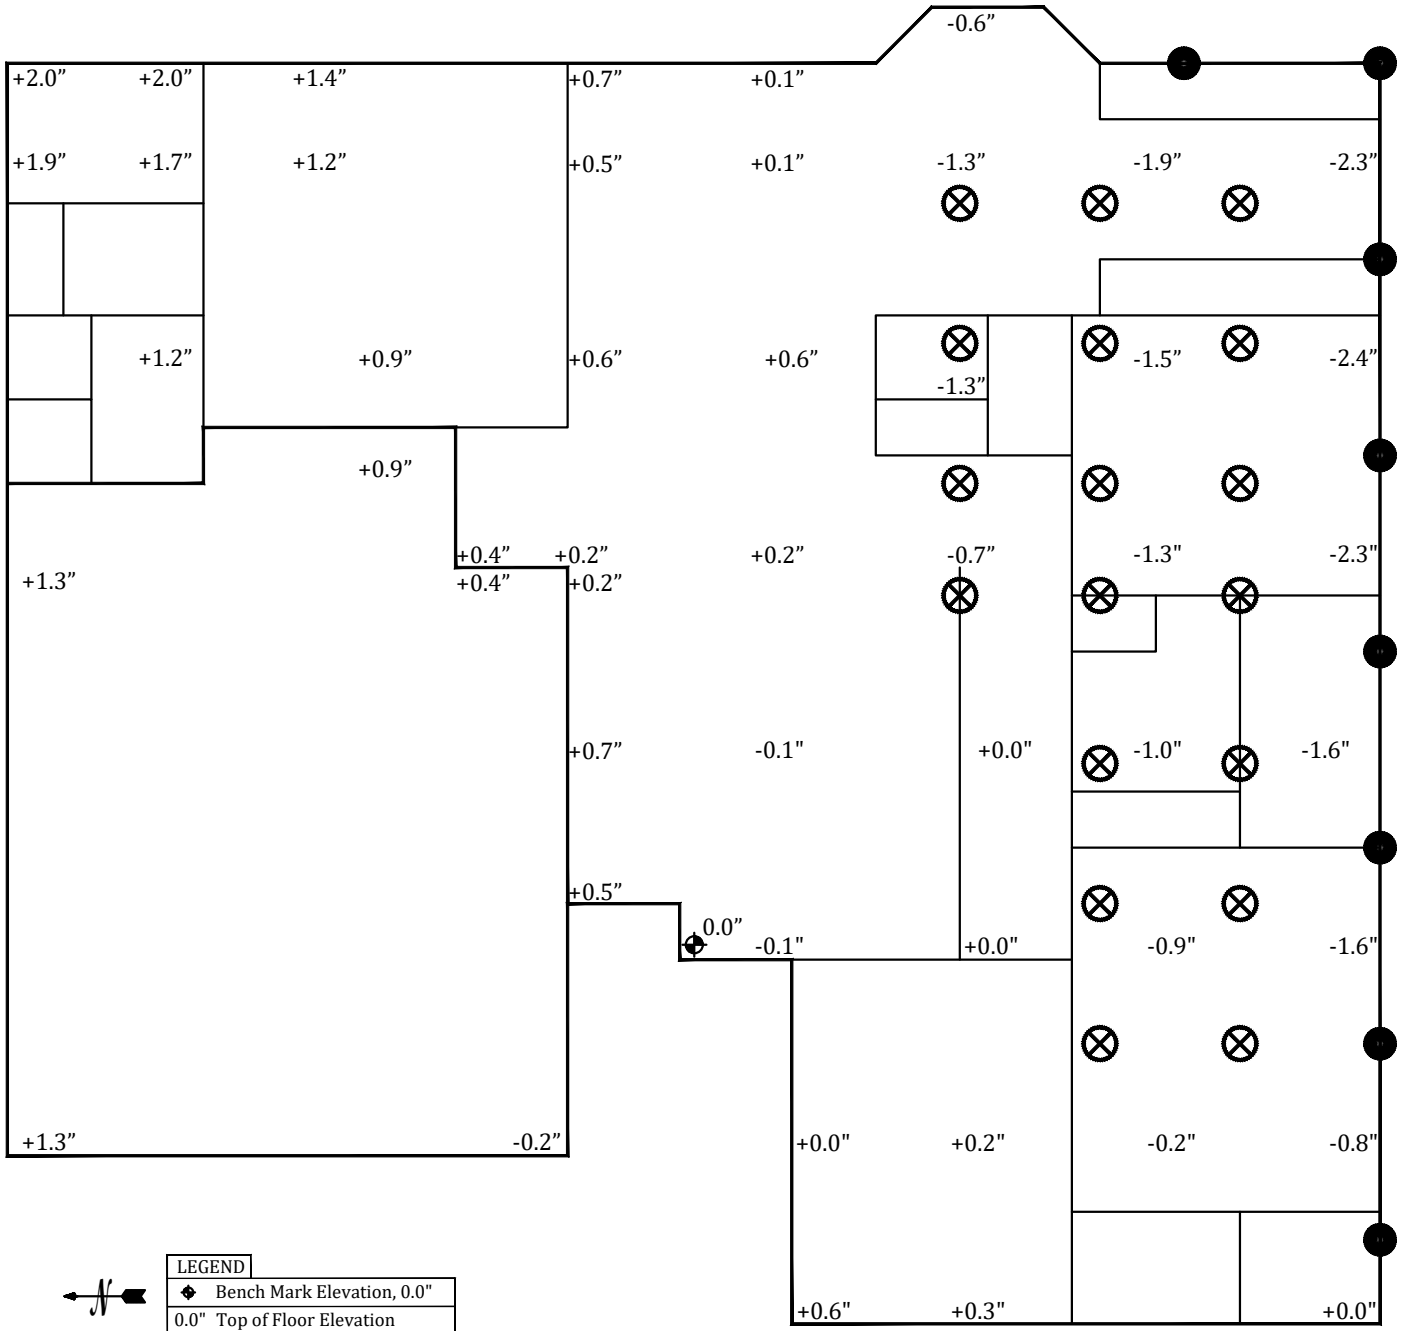 -0.6”
+2.0” +2.0” +1.4” +0.7” +0.1”
+1.9” +1.7” +1.2” +0.5” +0.1” -1.3” -1.9” -2.3”
+1.2” +0.9” +0.6” +0.6” -1.5” -2.4”
-1.3”
+0.9”
+0.4” +0.2” +0.2” -0.7” -1.3" -2.3”
+1.3” +0.4” +0.2”
+0.7” -0.1" +0.0" -1.0" -1.6"
+0.5”
0.0”
-0.1" +0.0" -0.9" -1.6"
+1.3” -0.2” +0.0" +0.2" -0.2" -0.8"
LEGEND
N Bench Mark Elevation, 0.0"
+0.6" +0.3" +0.0"
0.0" Top of Floor Elevation